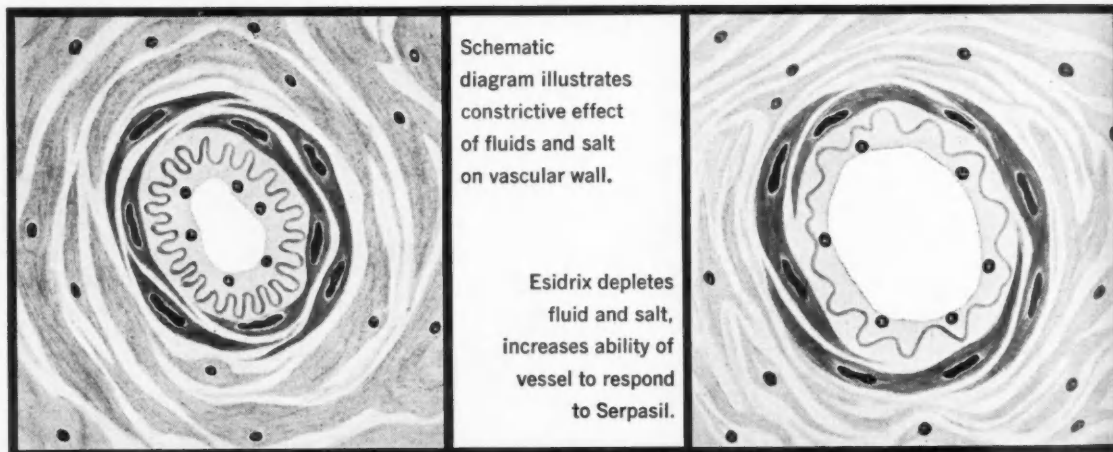 Schematic
diagram illustrates
constrictive effect
of fluids and salt
on vascular wall.
Esidrix depletes
fluid and salt,
increases ability of
vessel to respond
to Serpasil.